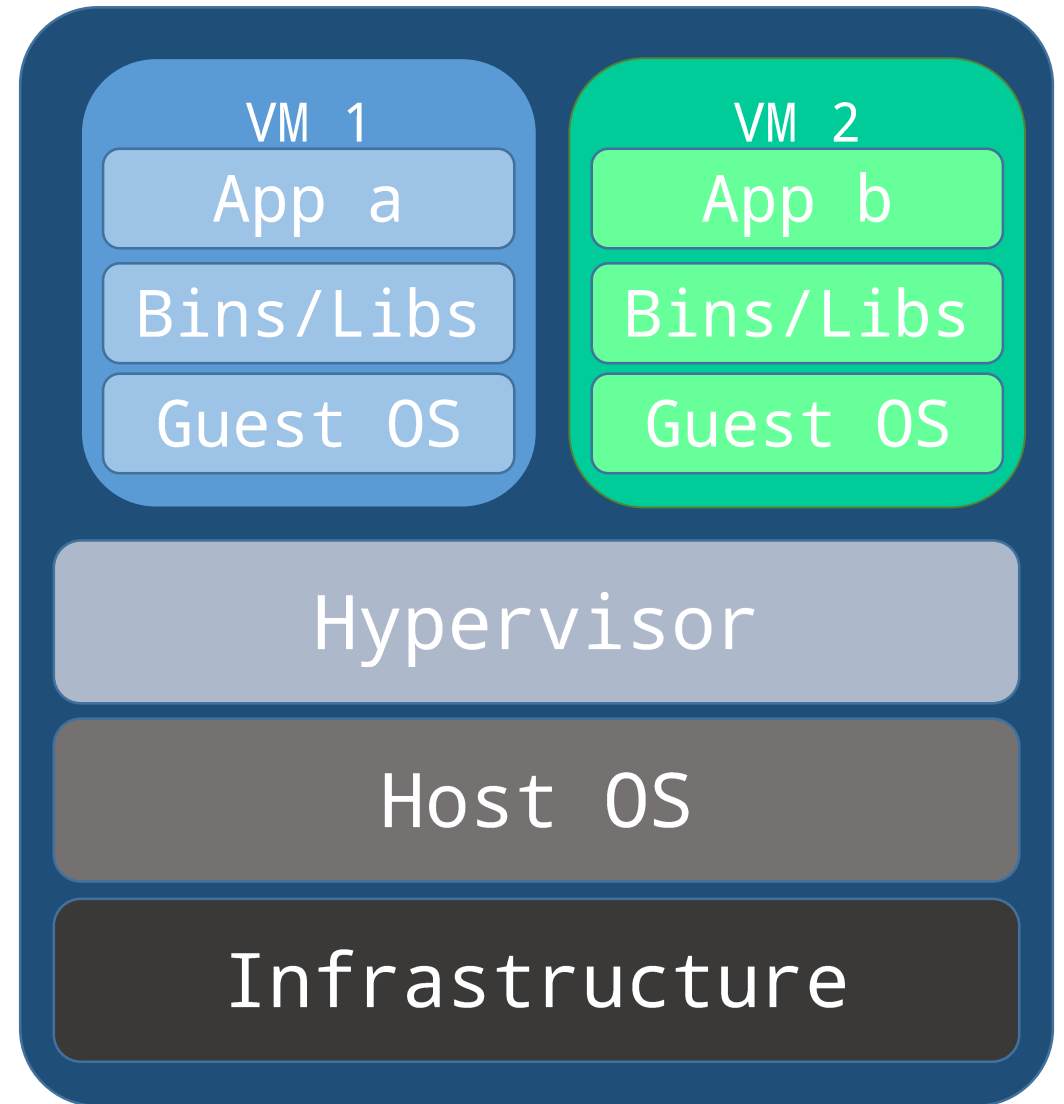 VM 1
App a
Bins/Libs
Guest OS
VM 2
App b
Bins/Libs
Guest OS
Hypervisor
Host OS
Infrastructure